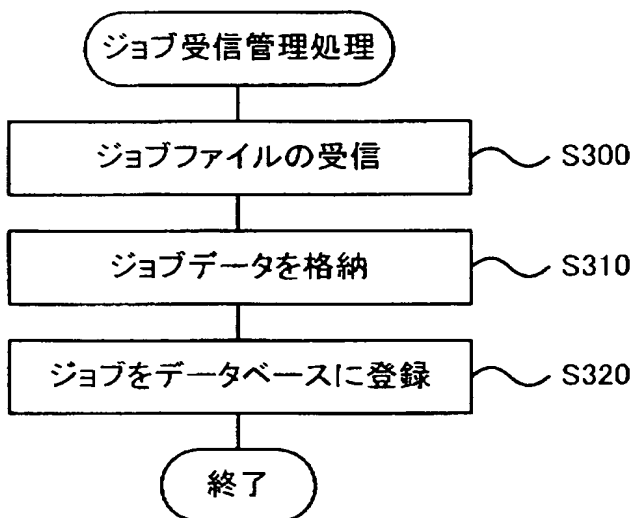 ジョブ受信管理処理
ジョブファイルの受信
S300
ジョブデータを格納
S310
ジョブをデータベースに登録
S320
終了